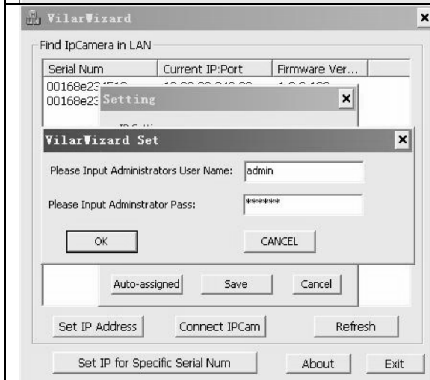 VilarWizard
Find IpCamera in LAN
Serial Num Current IP:Port Firmware Ver...
00168e23
00168e23
Setting
VilarWizard Set
Please Input Administrators User Name: admin
Please Input Adminstrator Pass: ******
OK CANCEL
Auto-assigned Save Cancel
Set IP Address Connect IPCam Refresh
Set IP for Specific Serial Num About Exit